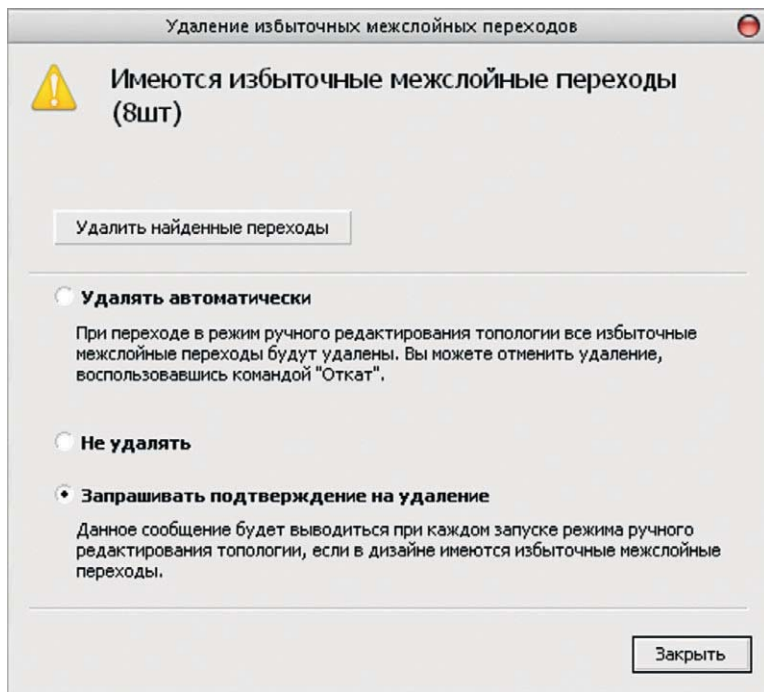 Удаление избыточных межслойных переходов
Имеются избыточные межслойные переходы
(8шт)
Удалить найденные переходы
Удалять автоматически
При переходе в режим ручного редактирования топологии все избыточные
межслойные переходы будут удалены. Вы можете отменить удаление,
воспользовавшись командой "Откат".
Не удалять
Запрашивать подтверждение на удаление
Данное сообщение будет выводиться при каждом запуске режима ручного
редактирования топологии, если в дизайне имеются избыточные межслойные
переходы.
Закрыть